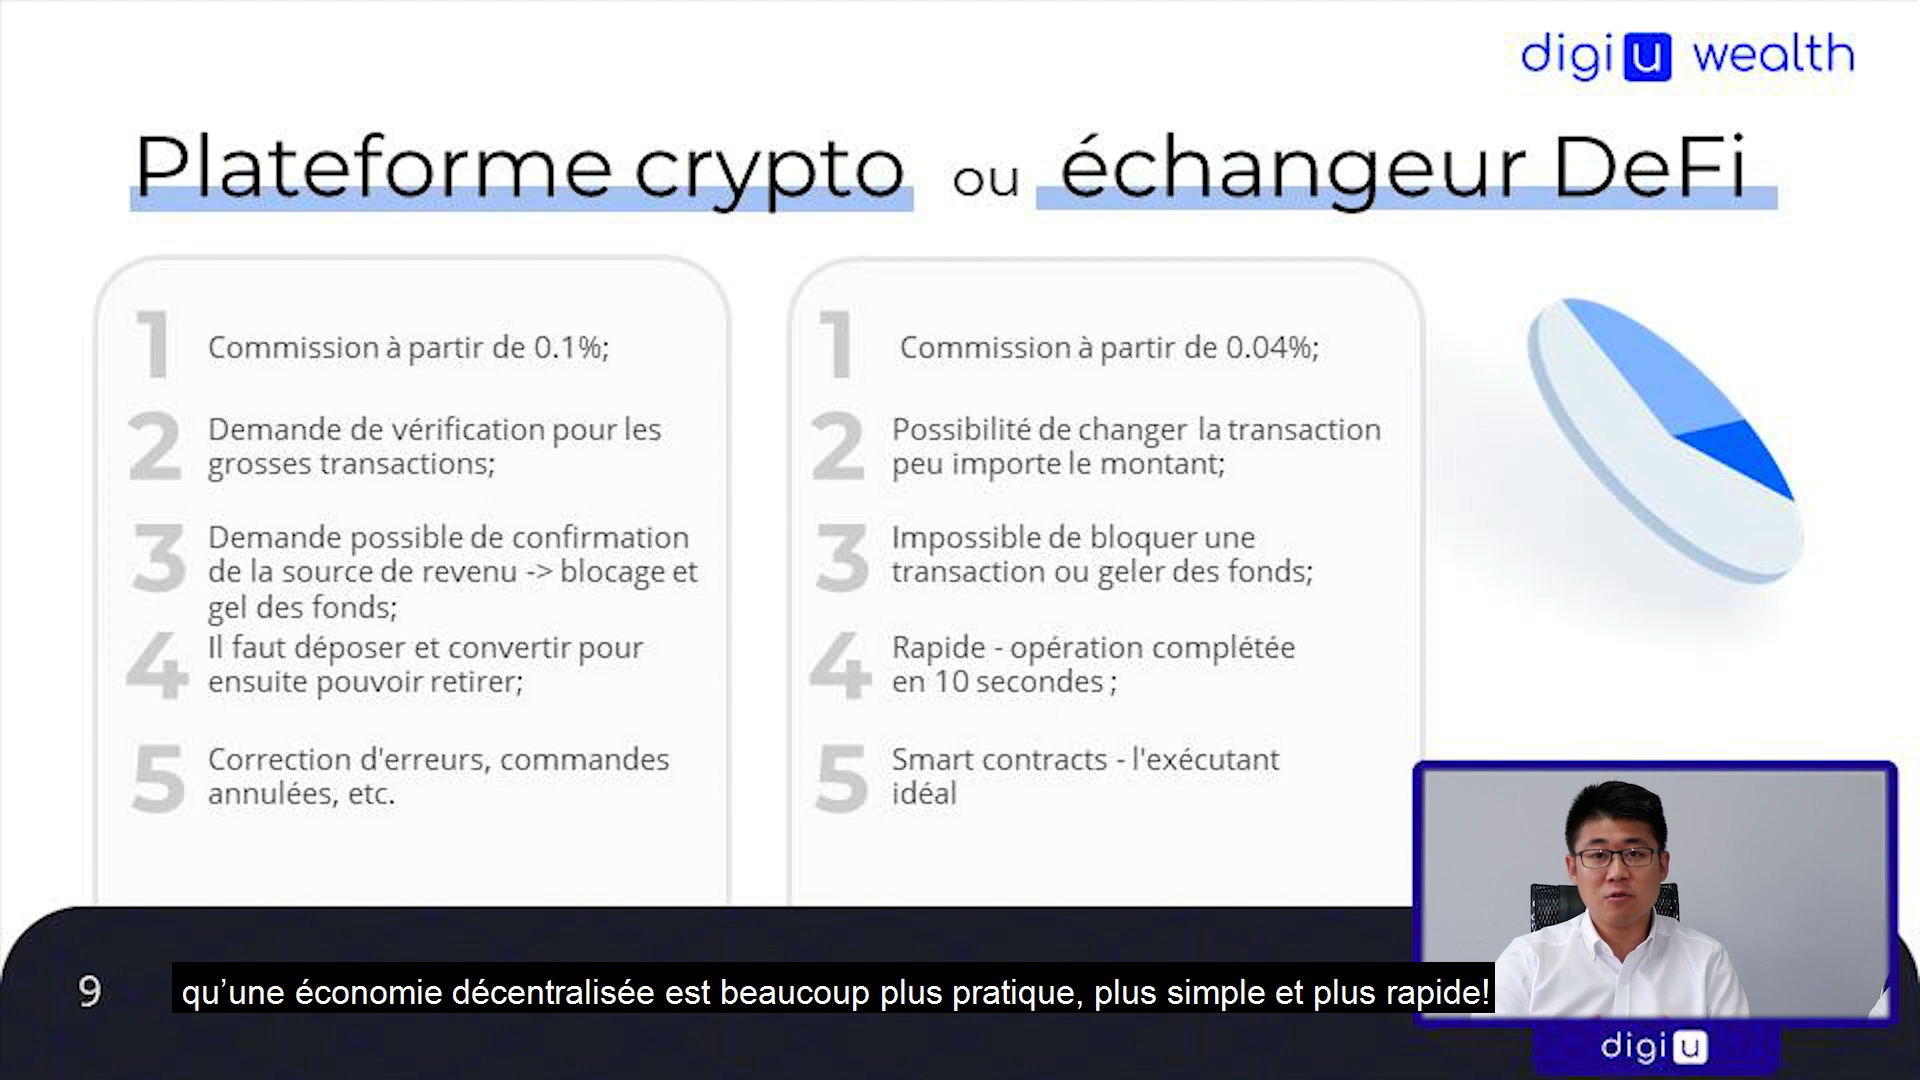 digi u wealth
Plateforme crypto ou échangeur DeFi
1 Commission à partir de 0.1%;
2 Demande de vérification pour les
grosses transactions;
3 Demande possible de confirmation
de la source de revenu -> blocage et
gel des fonds;
4 Il faut déposer et convertir pour
ensuite pouvoir retirer;
5 Correction d'erreurs, commandes
annulées, etc.
1 Commission à partir de 0.04%;
2 Possibilité de changer la transaction
peu importe le montant;
3 Impossible de bloquer une
transaction ou geler des fonds;
4 Rapide - opération complétée
en 10 secondes ;
5 Smart contracts - l'exécutant
idéal
9
qu’une économie décentralisée est beaucoup plus pratique, plus simple et plus rapide!
digi u